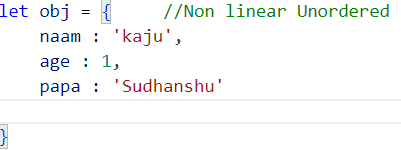 let obj = {     //Non linear Unordered
    naam : 'kaju',
    age : 1,
    papa : 'Sudhanshu'
}